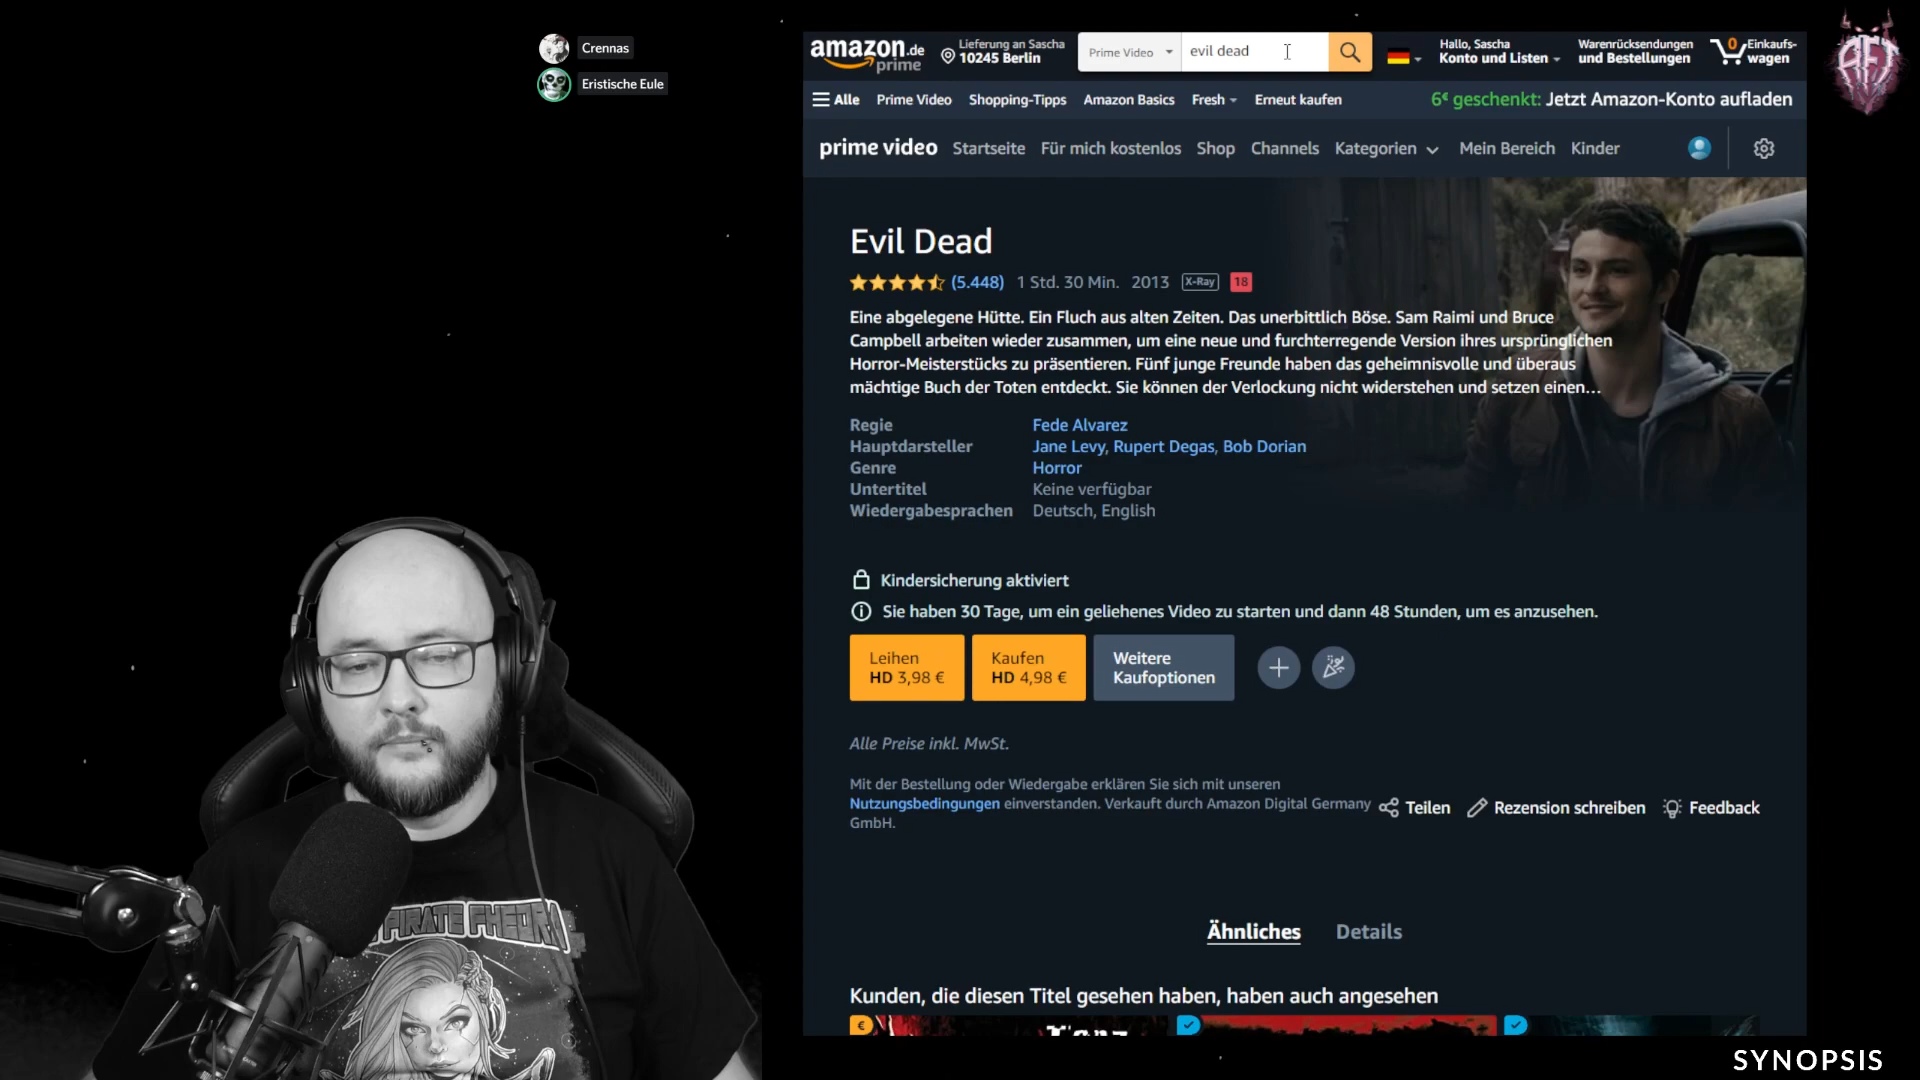 Crennas
Eristische Eule
amazon.de
prime
Lieferung an Sascha
10245 Berlin
Prime Video
evil dead
Hallo, Sascha
Konto und Listen
Warenrücksendungen
und Bestellungen
0
Einkaufs-
wagen
Alle
Prime Video
Shopping-Tipps
Amazon Basics
Fresh
Erneut kaufen
6€ geschenkt: Jetzt Amazon-Konto aufladen
prime video
Startseite
Für mich kostenlos
Shop
Channels
Kategorien
Mein Bereich
Kinder
Evil Dead
(5.448) 1 Std. 30 Min. 2013 X-Ray 18
Eine abgelegene Hütte. Ein Fluch aus alten Zeiten. Das unerbittlich Böse. Sam Raimi und Bruce
Campbell arbeiten wieder zusammen, um eine neue und furchterregende Version ihres ursprünglichen
Horror-Meisterstücks zu präsentieren. Fünf junge Freunde haben das geheimnisvolle und überaus
mächtige Buch der Toten entdeckt. Sie können der Verlockung nicht widerstehen und setzen einen...
Regie Fede Alvarez
Hauptdarsteller Jane Levy, Rupert Degas, Bob Dorian
Genre Horror
Untertitel Keine verfügbar
Wiedergabesprachen Deutsch, English
Kindersicherung aktiviert
Sie haben 30 Tage, um ein geliehenes Video zu starten und dann 48 Stunden, um es anzusehen.
Leihen
HD 3,98 €
Kaufen
HD 4,98 €
Weitere
Kaufoptionen
Alle Preise inkl. MwSt.
Mit der Bestellung oder Wiedergabe erklären Sie sich mit unseren
Nutzungsbedingungen einverstanden. Verkauft durch Amazon Digital Germany
GmbH.
Teilen
Rezension schreiben
Feedback
Ähnliches
Details
Kunden, die diesen Titel gesehen haben, haben auch angesehen
€
PIRATE
AFT
SYNOPSIS